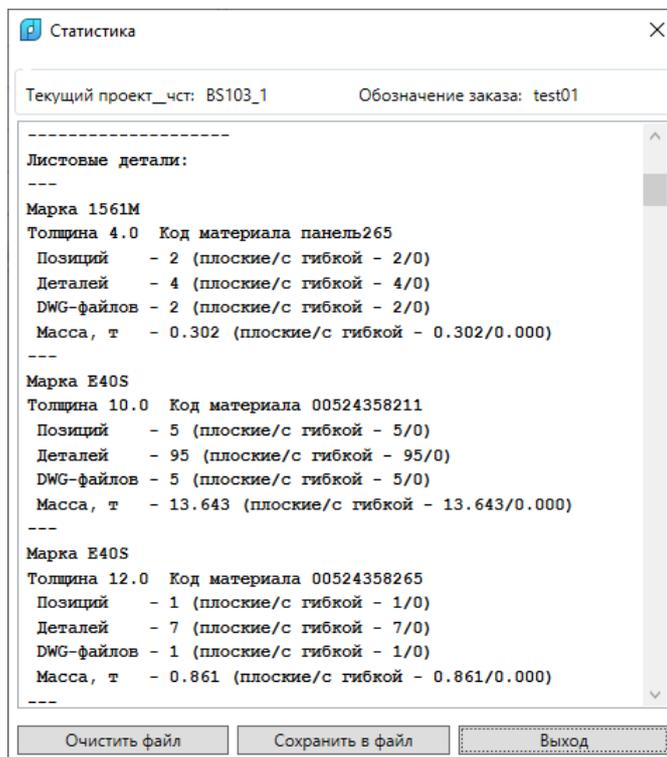 Статистика
Текущий проект__чст: BS103_1 Обозначение заказа: test01
--------------------
Листовые детали:
---
Марка 1561М
Толщина 4.0 Код материала панель265
Позиций - 2 (плоские/с гибкой - 2/0)
Деталей - 4 (плоские/с гибкой - 4/0)
DWG-файлов - 2 (плоские/с гибкой - 2/0)
Масса, т - 0.302 (плоские/с гибкой - 0.302/0.000)
---
Марка E40S
Толщина 10.0 Код материала 00524358211
Позиций - 5 (плоские/с гибкой - 5/0)
Деталей - 95 (плоские/с гибкой - 95/0)
DWG-файлов - 5 (плоские/с гибкой - 5/0)
Масса, т - 13.643 (плоские/с гибкой - 13.643/0.000)
---
Марка E40S
Толщина 12.0 Код материала 00524358265
Позиций - 1 (плоские/с гибкой - 1/0)
Деталей - 7 (плоские/с гибкой - 7/0)
DWG-файлов - 1 (плоские/с гибкой - 1/0)
Масса, т - 0.861 (плоские/с гибкой - 0.861/0.000)
---
Очистить файл Сохранить в файл Выход